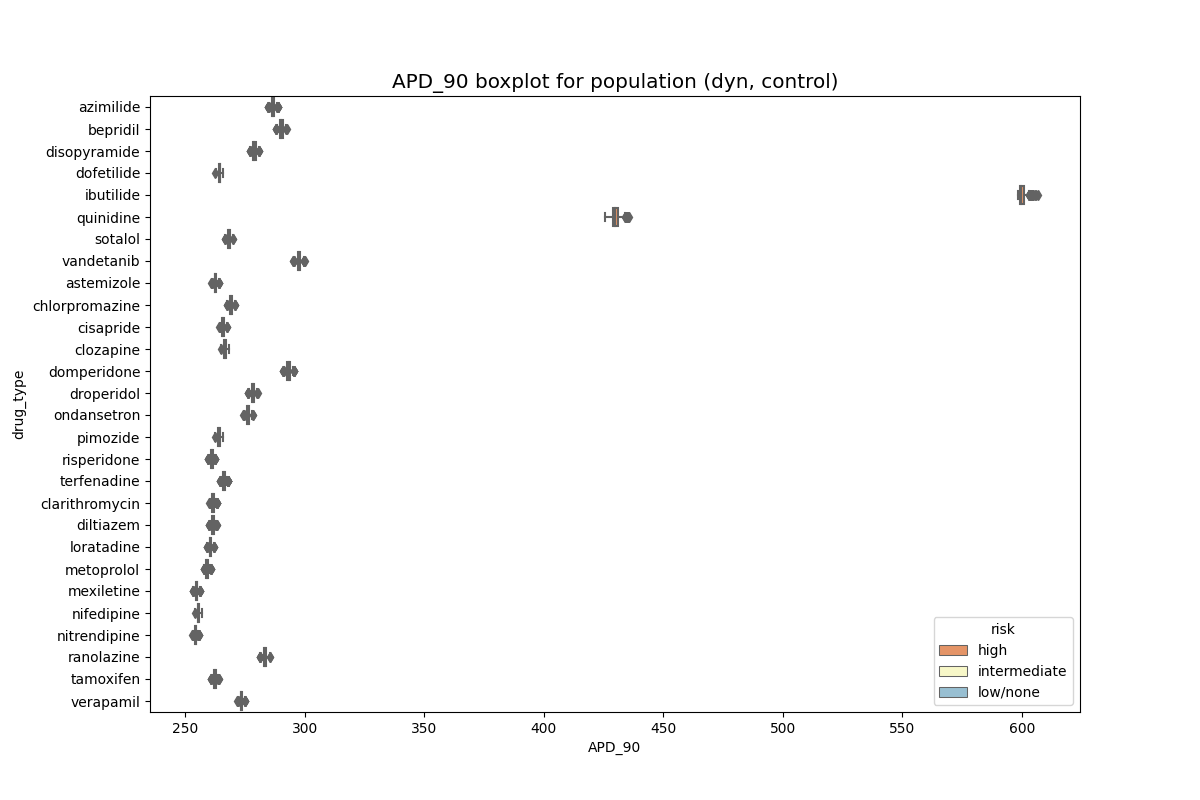 APD_90 boxplot for population (dyn, control)
azimilide
bepridil
disopyramide
dofetilide
ibutilide
quinidine
sotalol
vandetanib
astemizole
chlorpromazine
cisapride
clozapine
domperidone
droperidol
ondansetron
pimozide
risperidone
terfenadine
clarithromycin
diltiazem
loratadine
metoprolol
mexiletine
nifedipine
nitrendipine
ranolazine
tamoxifen
verapamil
drug_type
risk
high
intermediate
low/none
250 300 350 400 450 500 550 600
APD_90